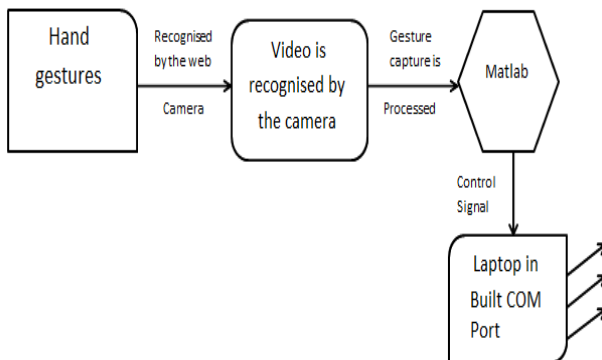 Hand
gestures
Recognised
by the web
Camera
Video is
recognised by
the camera
Gesture
capture is
Processed
Matlab
Control
Signal
Laptop in
Built COM
Port